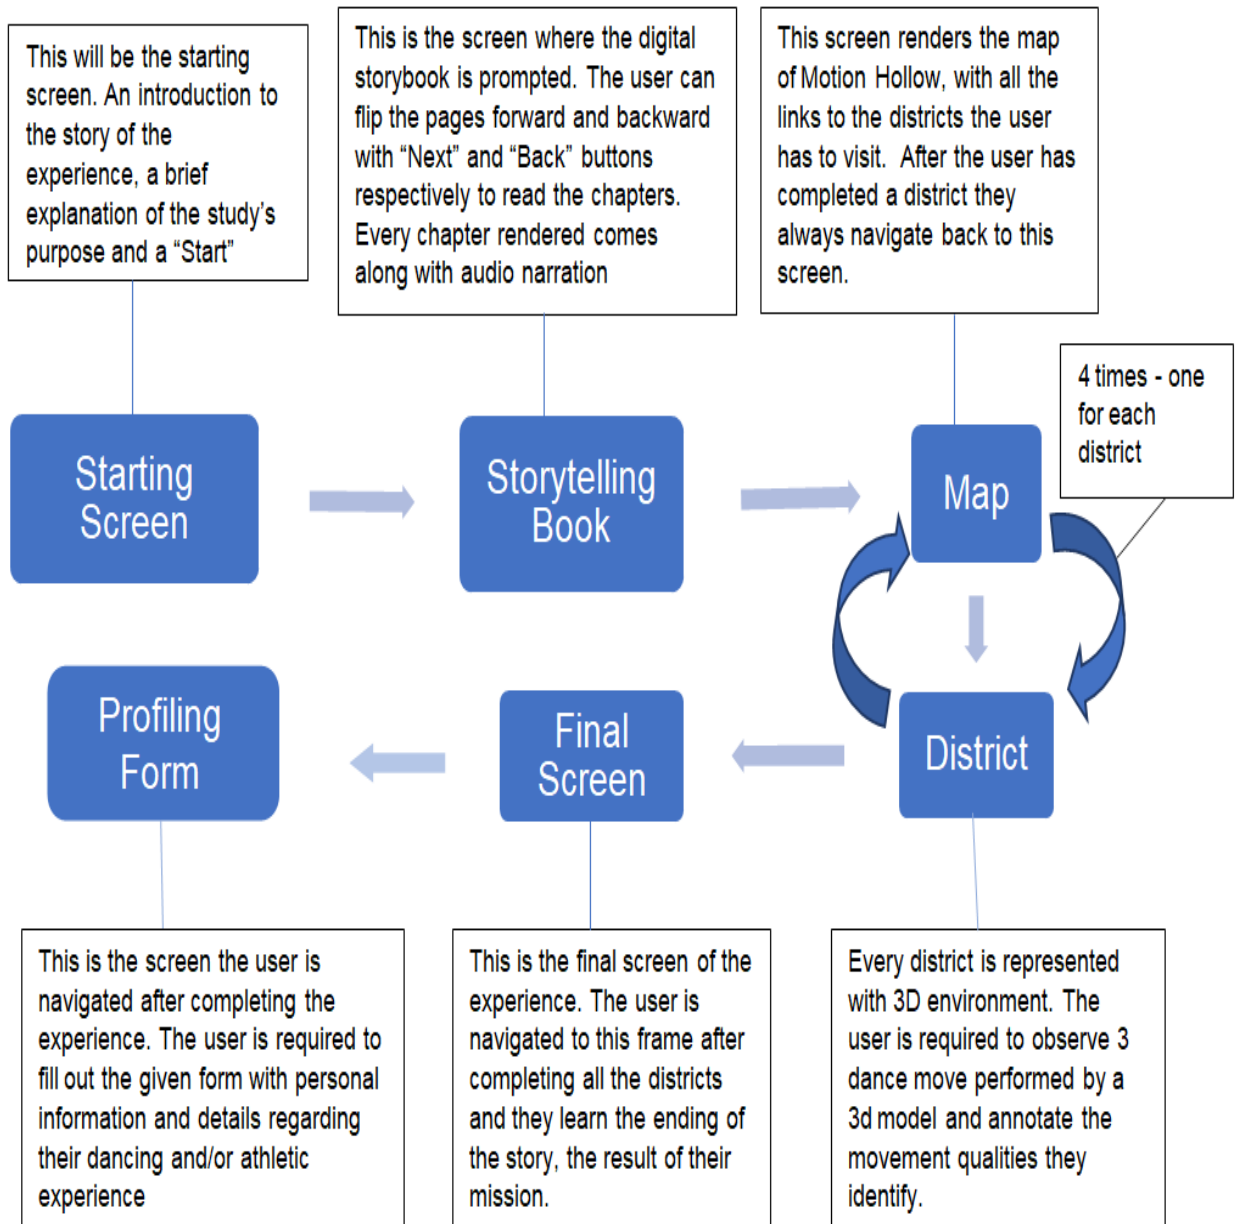 This will be the starting
screen. An introduction to
the story of the
experience, a brief
explanation of the study’s
purpose and a “Start”
This is the screen where the digital
storybook is prompted. The user can
flip the pages forward and backward
with “Next” and “Back” buttons
respectively to read the chapters.
Every chapter rendered comes
along with audio narration
This screen renders the map
of Motion Hollow, with all the
links to the districts the user
has to visit. After the user has
completed a district they
always navigate back to this
screen.
4 times - one
for each
district
Starting
Screen
Storytelling
Book
Map
Profiling
Form
Final
Screen
District
This is the screen the user is
navigated after completing the
experience. The user is required to
fill out the given form with personal
information and details regarding
their dancing and/or athletic
experience
This is the final screen of the
experience. The user is
navigated to this frame after
completing all the districts
and they learn the ending of
the story, the result of their
mission.
Every district is represented
with 3D environment. The
user is required to observe 3
dance move performed by a
3d model and annotate the
movement qualities they
identify.